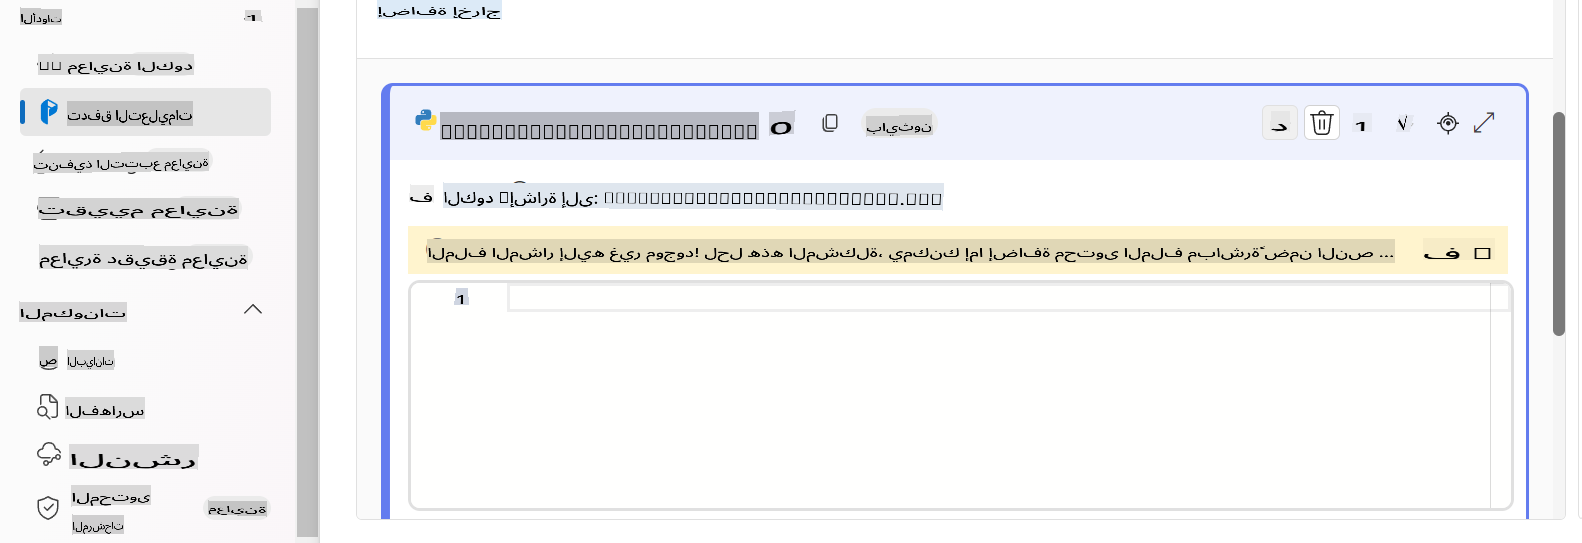 الأدوات
1
معاينة الكود
تدفق التعليمات
تنفيذ التتبع معاينة
تقييم معاينة
معايرة دقيقة معاينة
المكونات
ص البيانات
الفهارس
النشر
المحتوى
المرشحات
معاينة
إضافة إخراج
o
بايثون
د
1
√
ف
الكود إشارة إلى:
الملف المشار إليه غير موجود! لحل هذه المشكلة، يمكنك إما إضافة محتوى الملف مباشرةً ضمن النص ...
ف
1